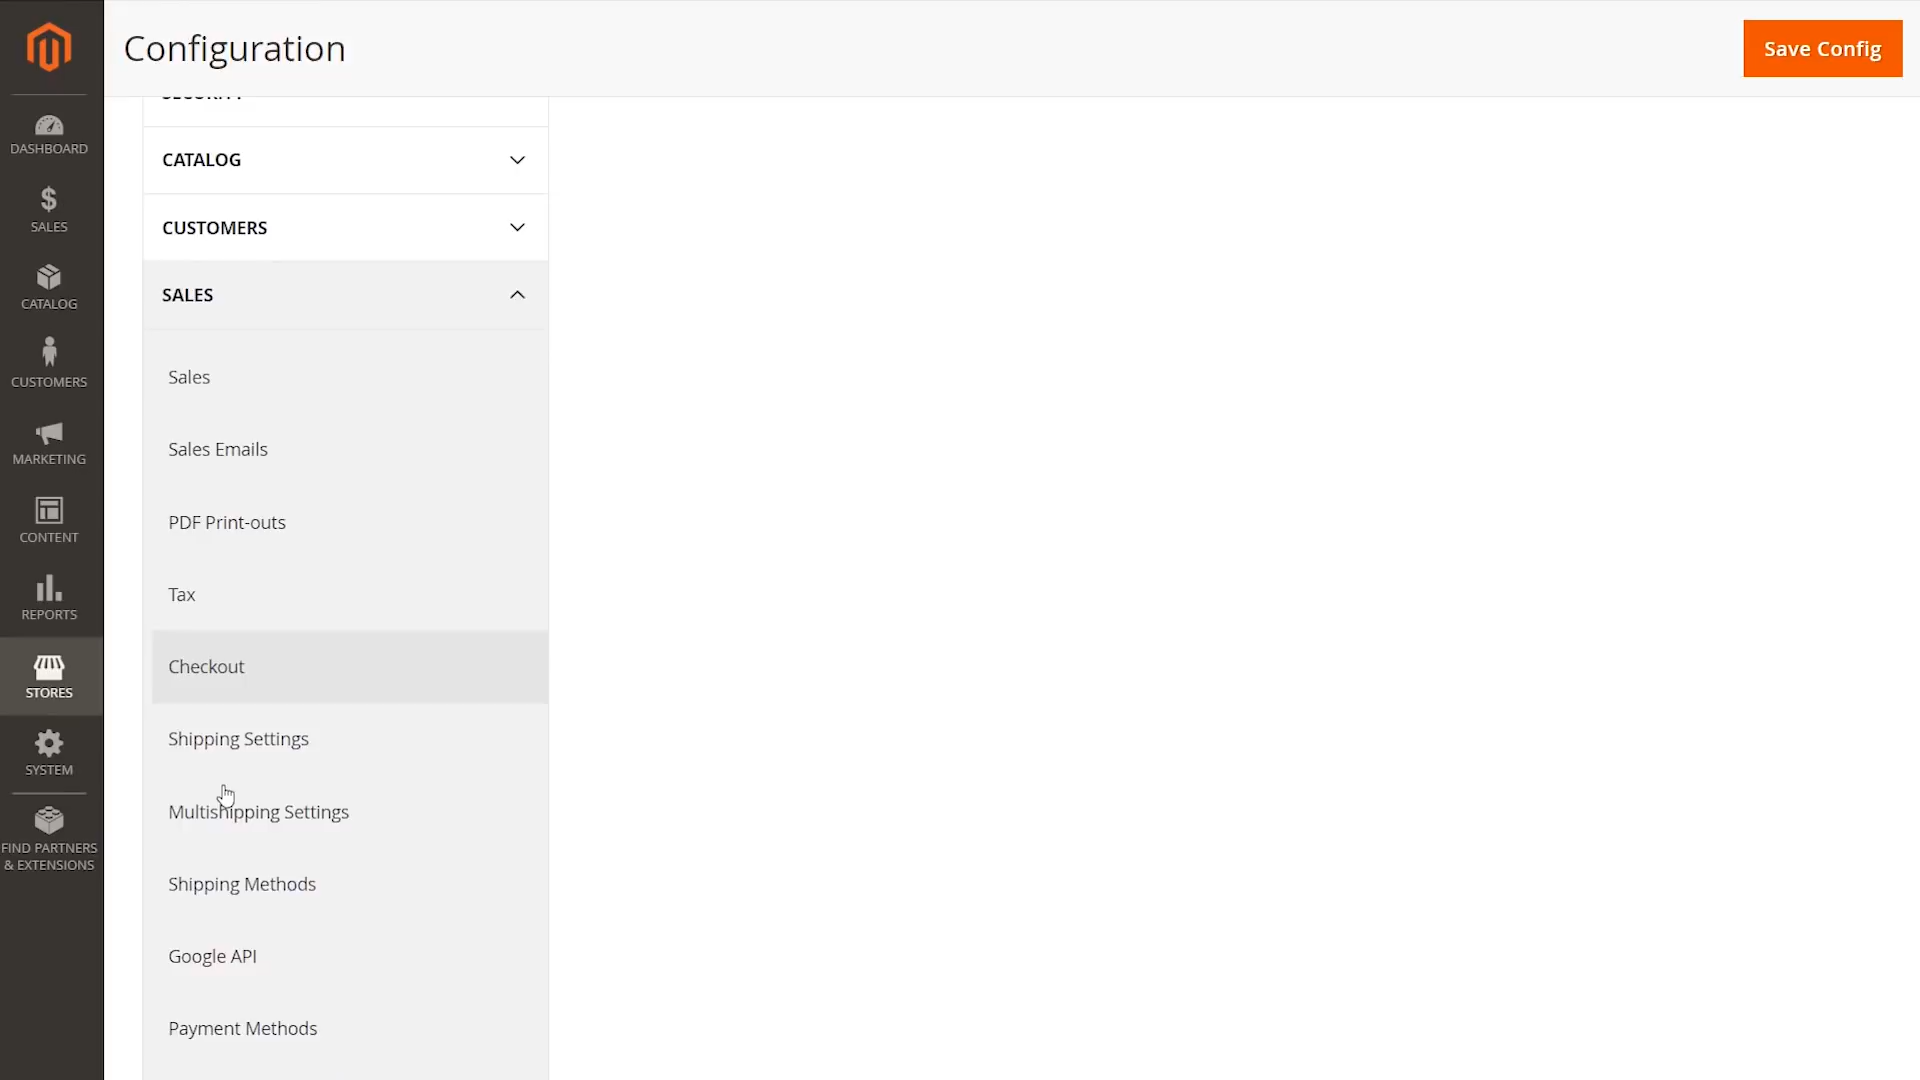 Configuration
Save Config
DASHBOARD
SALES
CATALOG
CUSTOMERS
MARKETING
CONTENT
REPORTS
STORES
SYSTEM
FIND PARTNERS
& EXTENSIONS
SECURITY
CATALOG
CUSTOMERS
SALES
Sales
Sales Emails
PDF Print-outs
Tax
Checkout
Shipping Settings
Multishipping Settings
Shipping Methods
Google API
Payment Methods